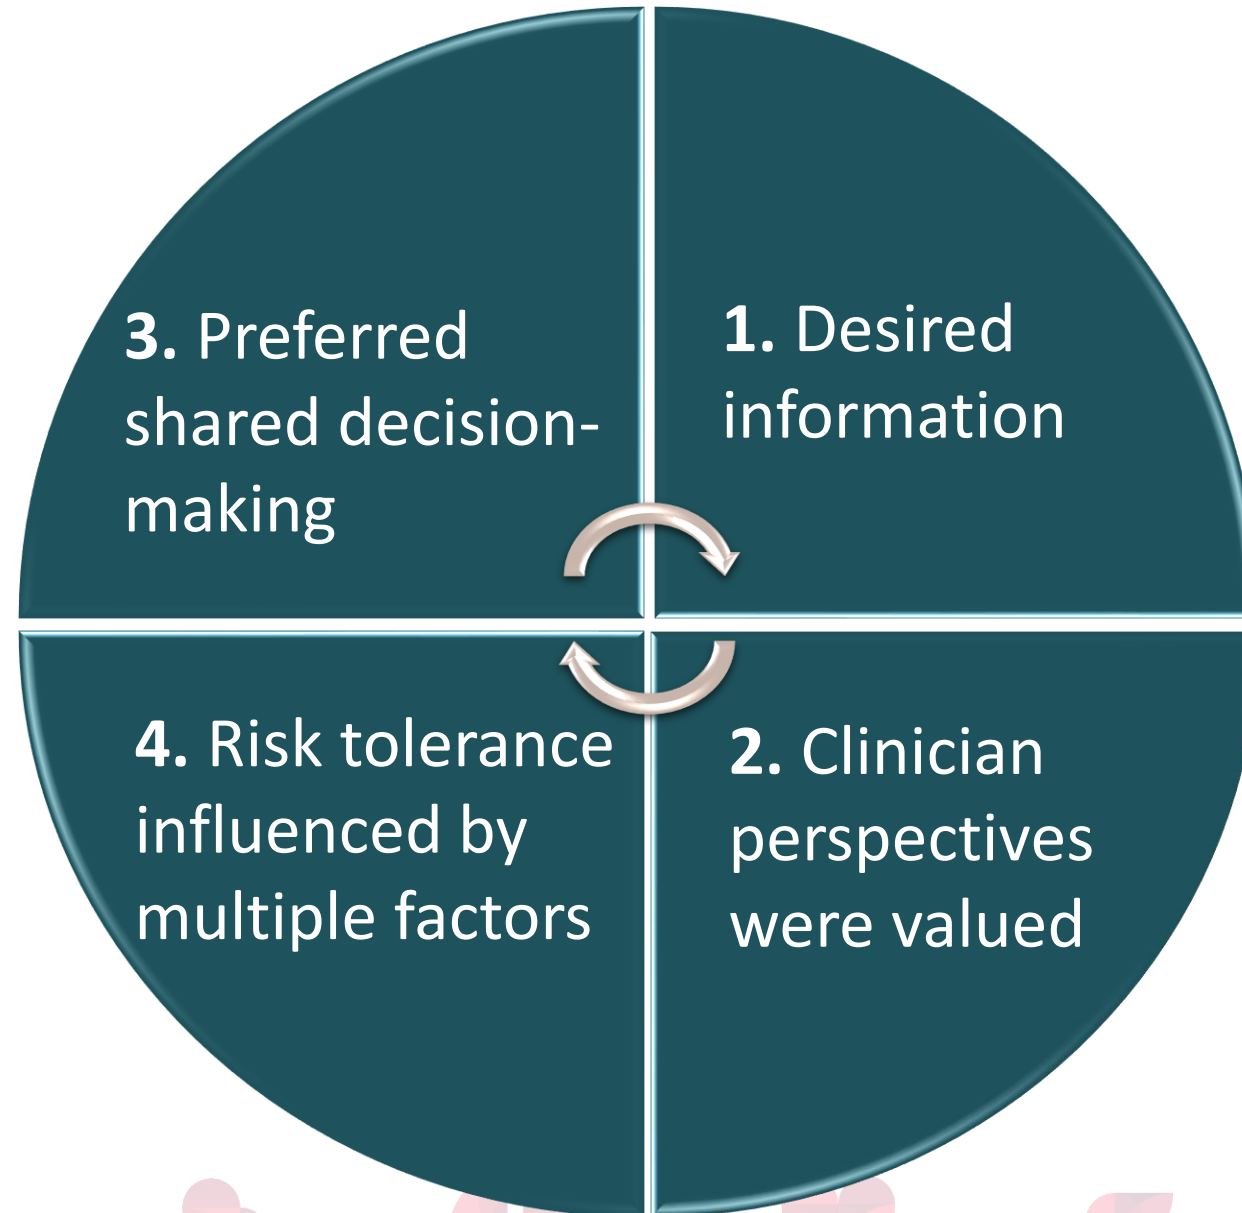 3. Preferred
shared decision-
making
1. Desired
information
4. Risk tolerance
influenced by
multiple factors
2. Clinician
perspectives
were valued